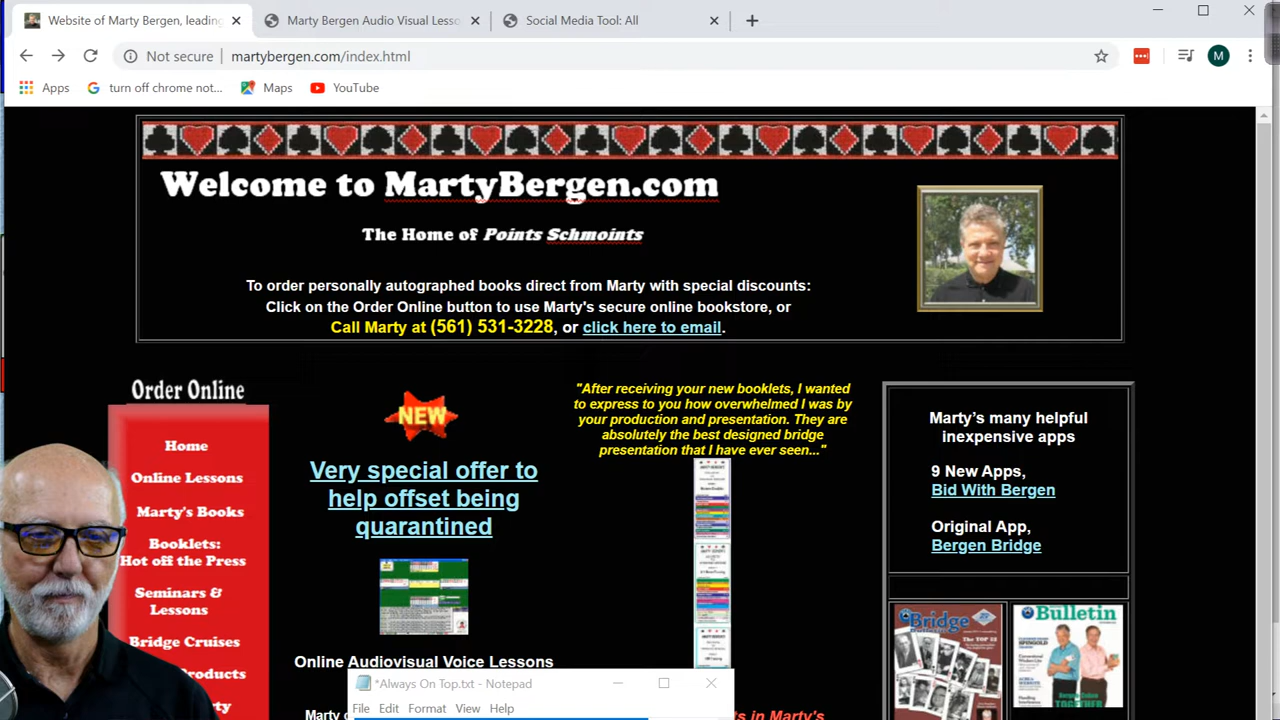 Website of Marty Bergen, leading
Marty Bergen Audio Visual Lesso
Social Media Tool: All
Not secure
martybergen.com/index.html
M
Apps
turn off chrome not...
Maps
YouTube
Welcome to MartyBergen.com
The Home of Points Schmoints
To order personally autographed books direct from Marty with special discounts:
Click on the Order Online button to use Marty's secure online bookstore, or
Call Marty at (561) 531-3228, or click here to email.
Order Online
Home
Online Lessons
Marty's Books
Booklets:
Hot off the Press
Seminars &
Lessons
Bridge Cruises
roducts
rty
NEW
Very special offer to
help offset being
quarantined
Online Audiovisual Voice Lessons
Marty
"After receiving your new booklets, I wanted
to express to you how overwhelmed I was by
your production and presentation. They are
absolutely the best designed bridge
presentation that I have ever seen..."
ts in Marty's
Marty's many helpful
inexpensive apps
9 New Apps,
Bid With Bergen
Original App,
Bergen Bridge
Bridge
Bulletin
TOGETHER
*Always On Top.txt - Notepad
File Edit Format View Help